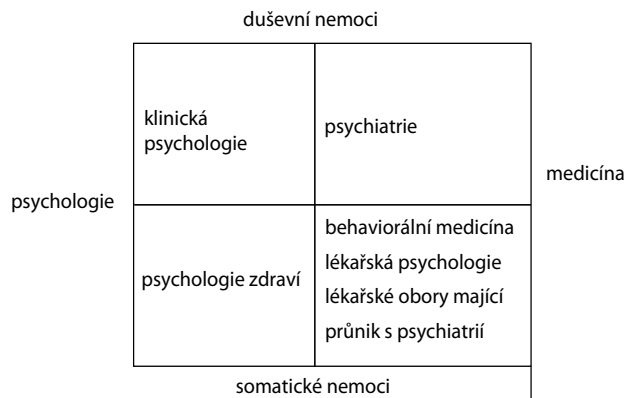 duševní nemoci
klinická
psychologie
psychiatrie
psychologie
medicína
psychologie zdraví
behaviorální medicína
lékařská psychologie
lékařské obory mající
průnik s psychiatrií
somatické nemoci